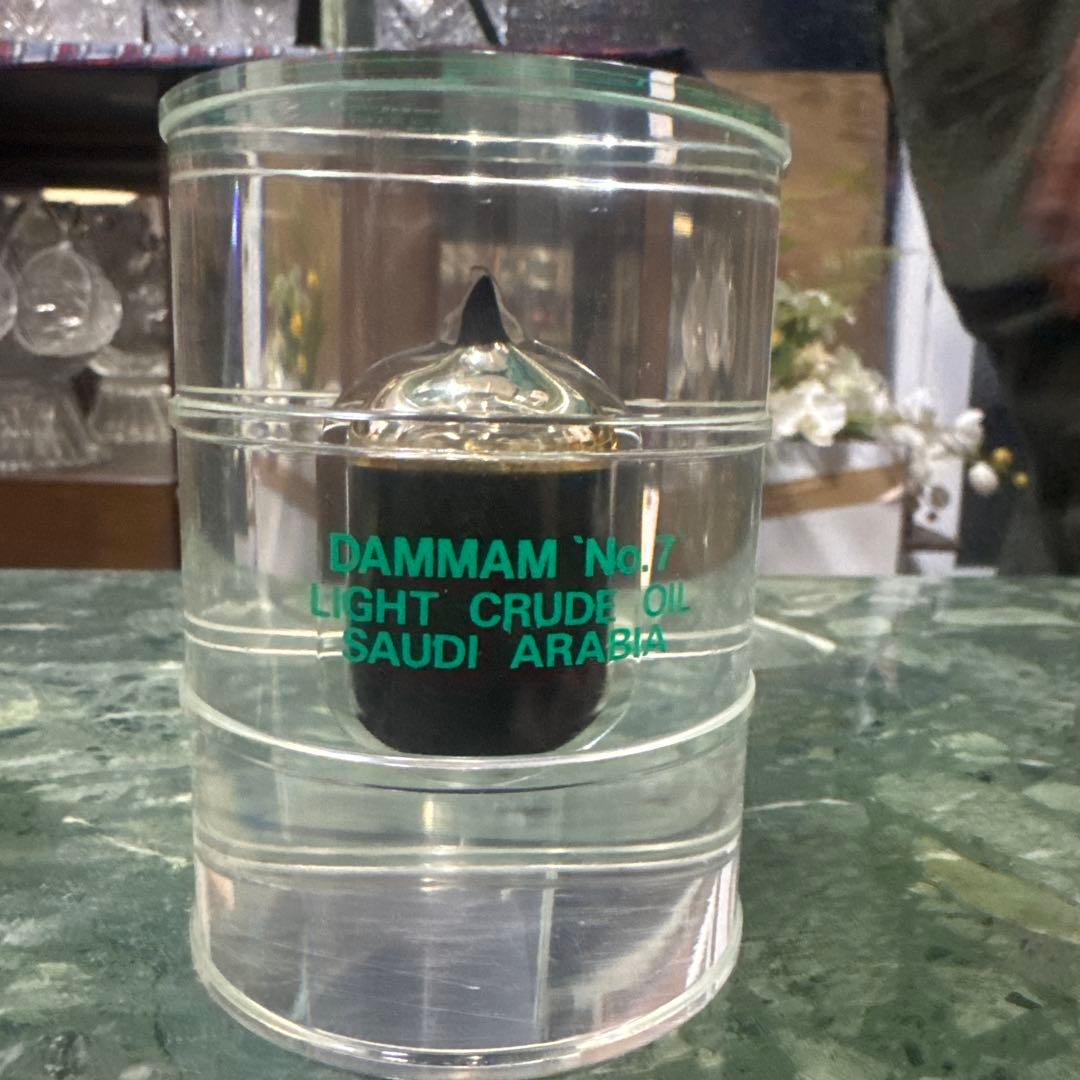 DAMMAM `No.7
LIGHT CRUDE OIL
SAUDI ARABIA